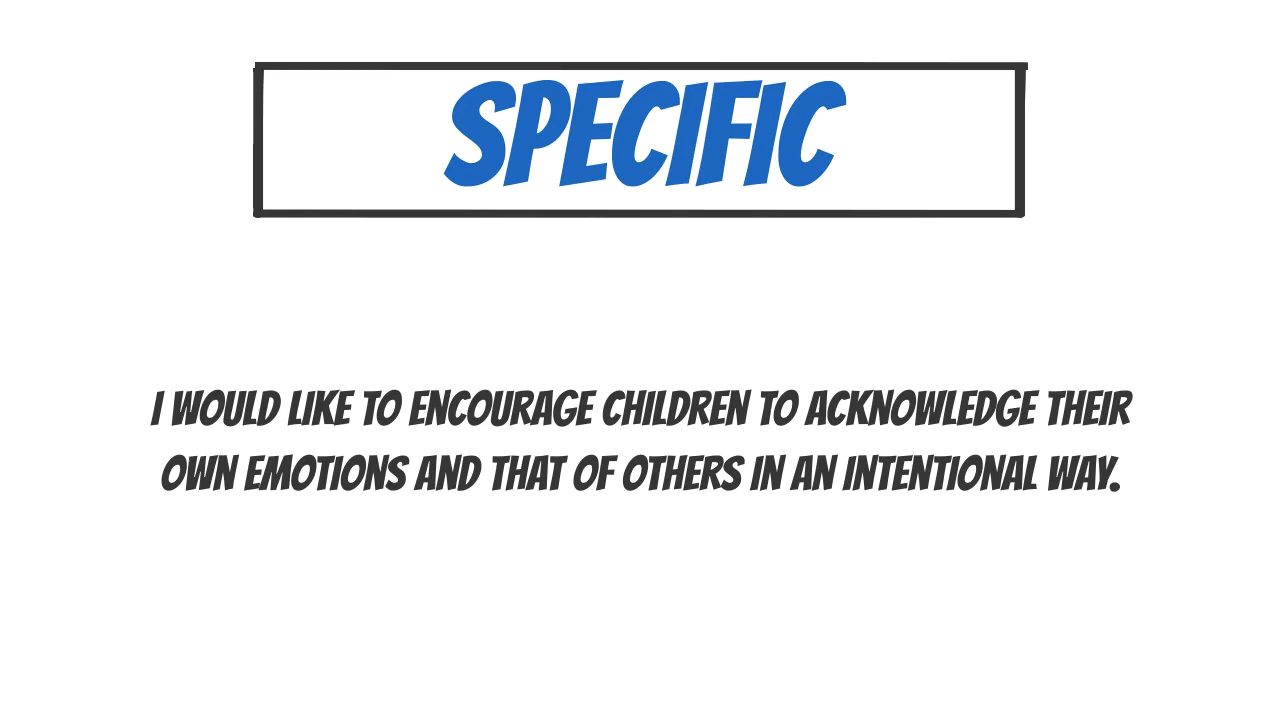 SPECIFIC
I WOULD LIKE TO ENCOURAGE CHILDREN TO ACKNOWLEDGE THEIR
OWN EMOTIONS AND THAT OF OTHERS IN AN INTENTIONAL WAY.